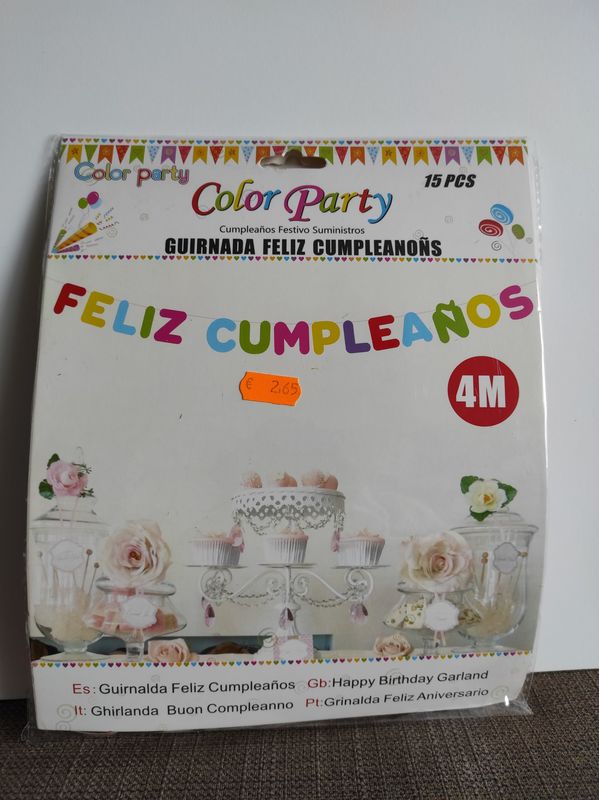 Color party
Color Party
15 PCS
Cumpleaños Festivo Suministros
GUIRNADA FELIZ CUMPLEANOÑS
FELIZ CUMPLEAÑOS
€ 2,65
4M
Es: Guirnalda Feliz Cumpleaños Gb:Happy Birthday Garland
It: Ghirlanda Buon Compleanno Pt:Grinalda Feliz Aniversario